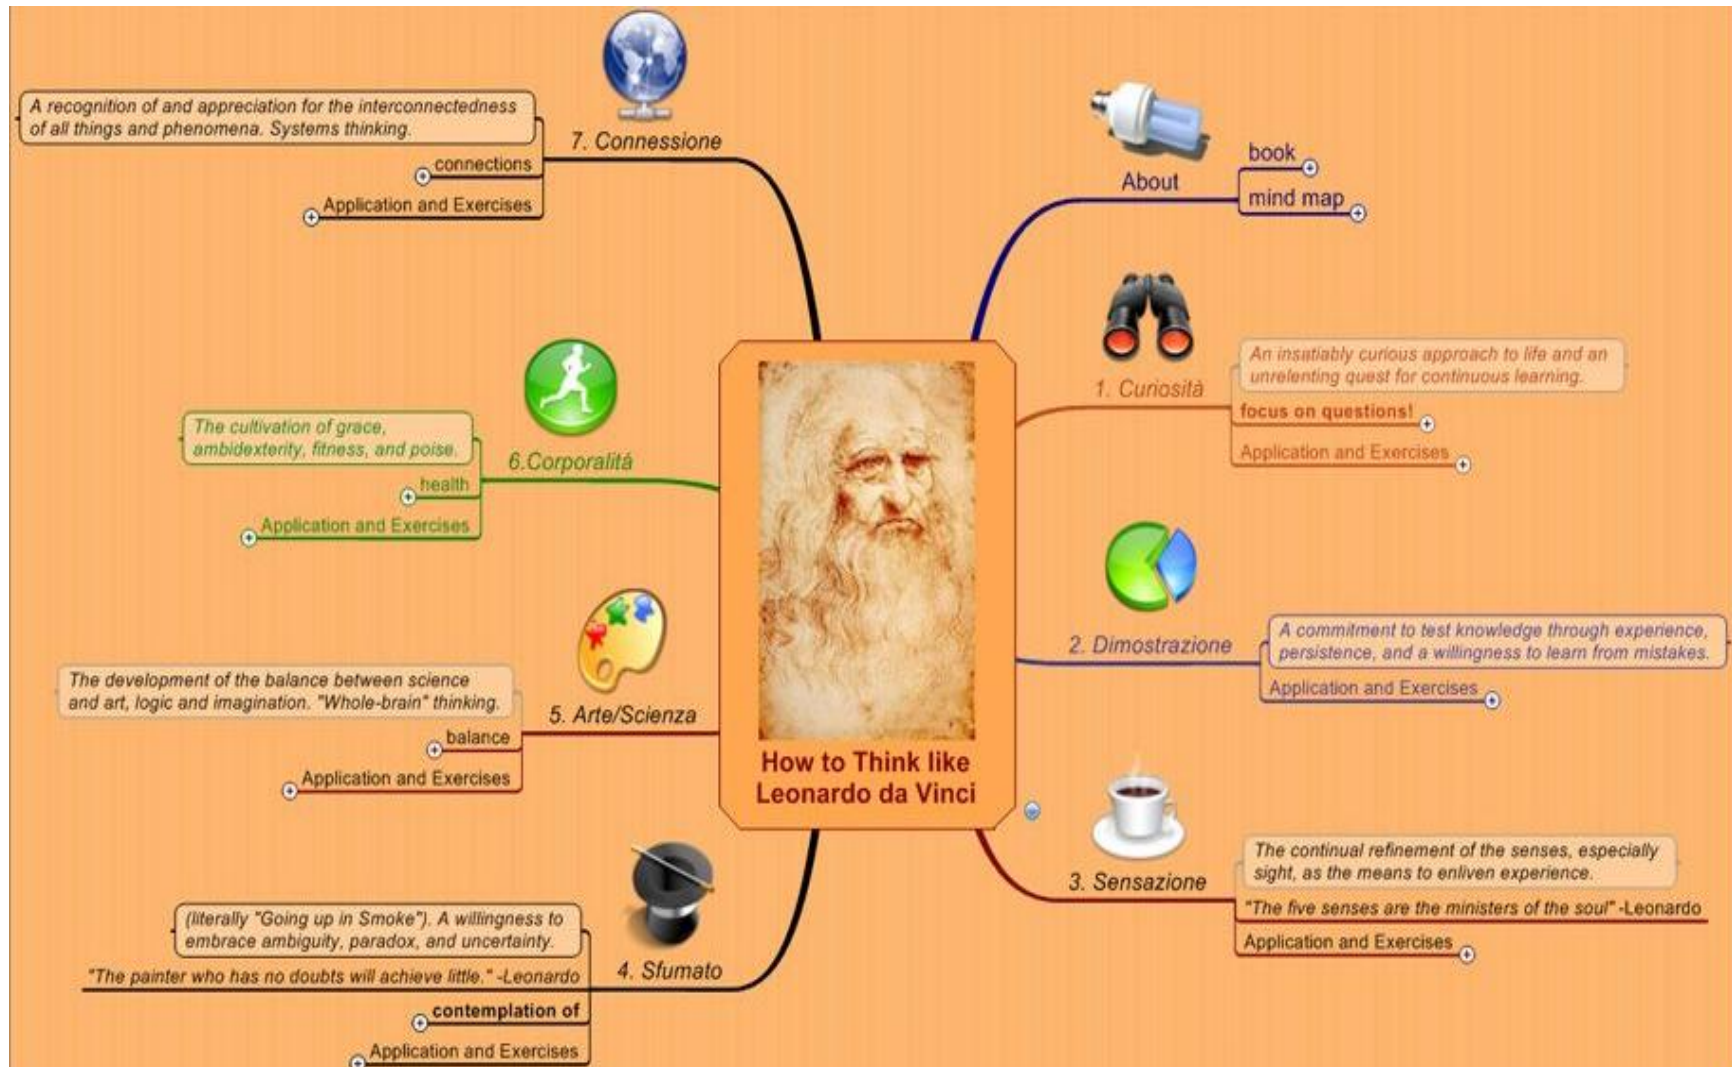 How to Think like
Leonardo da Vinci
About
book
mind map
1. Curiosità
An insatiably curious approach to life and an
unrelenting quest for continuous learning.
focus on questions!
Application and Exercises
2. Dimostrazione
A commitment to test knowledge through experience,
persistence, and a willingness to learn from mistakes.
Application and Exercises
3. Sensazione
The continual refinement of the senses, especially
sight, as the means to enliven experience.
"The five senses are the ministers of the soul" -Leonardo
Application and Exercises
4. Sfumato
(literally "Going up in Smoke"). A willingness to
embrace ambiguity, paradox, and uncertainty.
"The painter who has no doubts will achieve little." -Leonardo
contemplation of
Application and Exercises
5. Arte/Scienza
The development of the balance between science
and art, logic and imagination. "Whole-brain" thinking.
balance
Application and Exercises
6.Corporalitá
The cultivation of grace,
ambidexterity, fitness, and poise.
health
Application and Exercises
7. Connessione
A recognition of and appreciation for the interconnectedness
of all things and phenomena. Systems thinking.
connections
Application and Exercises